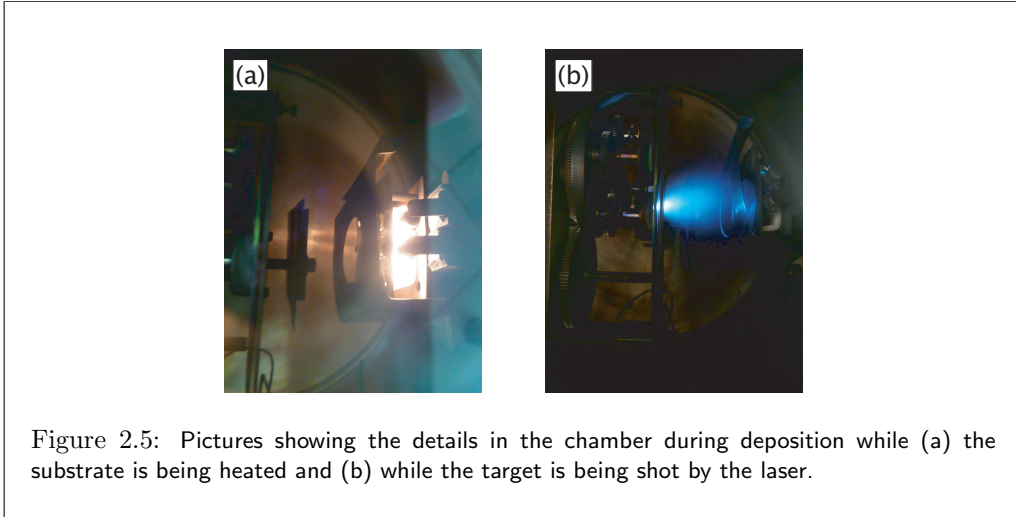 (a) (b)
Figure 2.5: Pictures showing the details in the chamber during deposition while (a) the
substrate is being heated and (b) while the target is being shot by the laser.